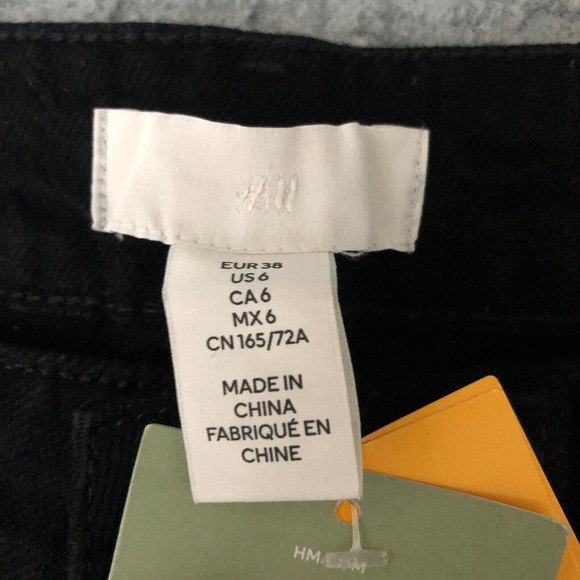 H&M
EUR 38
US 6
CA 6
MX 6
CN 165/72A
MADE IN
CHINA
FABRIQUÉ EN
CHINE